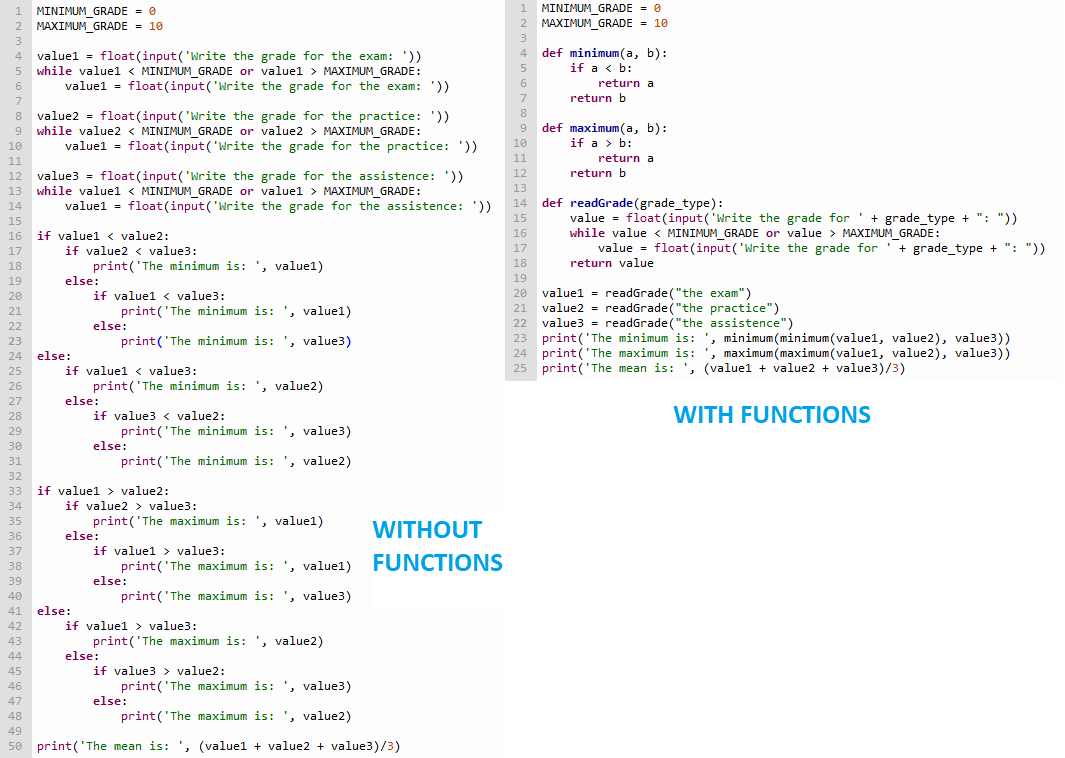 1 MINIMUM_GRADE = 0
2 MAXIMUM_GRADE = 10
3
4 value1 = float(input('Write the grade for the exam: '))
5 while value1 < MINIMUM_GRADE or value1 > MAXIMUM_GRADE:
6     value1 = float(input('Write the grade for the exam: '))
7
8 value2 = float(input('Write the grade for the practice: '))
9 while value2 < MINIMUM_GRADE or value2 > MAXIMUM_GRADE:
10     value1 = float(input('Write the grade for the practice: '))
11
12 value3 = float(input('Write the grade for the assistence: '))
13 while value1 < MINIMUM_GRADE or value1 > MAXIMUM_GRADE:
14     value1 = float(input('Write the grade for the assistence: '))
15
16 if value1 < value2:
17     if value2 < value3:
18         print('The minimum is: ', value1)
19     else:
20         if value1 < value3:
21             print('The minimum is: ', value1)
22         else:
23             print('The minimum is: ', value3)
24 else:
25     if value1 < value3:
26         print('The minimum is: ', value2)
27     else:
28         if value3 < value2:
29             print('The minimum is: ', value3)
30         else:
31             print('The minimum is: ', value2)
32
33 if value1 > value2:
34     if value2 > value3:
35         print('The maximum is: ', value1)
36     else:
37         if value1 > value3:
38             print('The maximum is: ', value1)
39         else:
40             print('The maximum is: ', value3)
41 else:
42     if value1 > value3:
43         print('The maximum is: ', value2)
44     else:
45         if value3 > value2:
46             print('The maximum is: ', value3)
47         else:
48             print('The maximum is: ', value2)
49
50 print('The mean is: ', (value1 + value2 + value3)/3)
WITHOUT
FUNCTIONS
1 MINIMUM_GRADE = 0
2 MAXIMUM_GRADE = 10
3
4 def minimum(a, b):
5     if a < b:
6         return a
7     return b
8
9 def maximum(a, b):
10     if a > b:
11         return a
12     return b
13
14 def readGrade(grade_type):
15     value = float(input('Write the grade for ' + grade_type + ": "))
16     while value < MINIMUM_GRADE or value > MAXIMUM_GRADE:
17         value = float(input('Write the grade for ' + grade_type + ": "))
18     return value
19
20 value1 = readGrade("the exam")
21 value2 = readGrade("the practice")
22 value3 = readGrade("the assistence")
23 print('The minimum is: ', minimum(minimum(value1, value2), value3))
24 print('The maximum is: ', maximum(maximum(value1, value2), value3))
25 print('The mean is: ', (value1 + value2 + value3)/3)
WITH FUNCTIONS